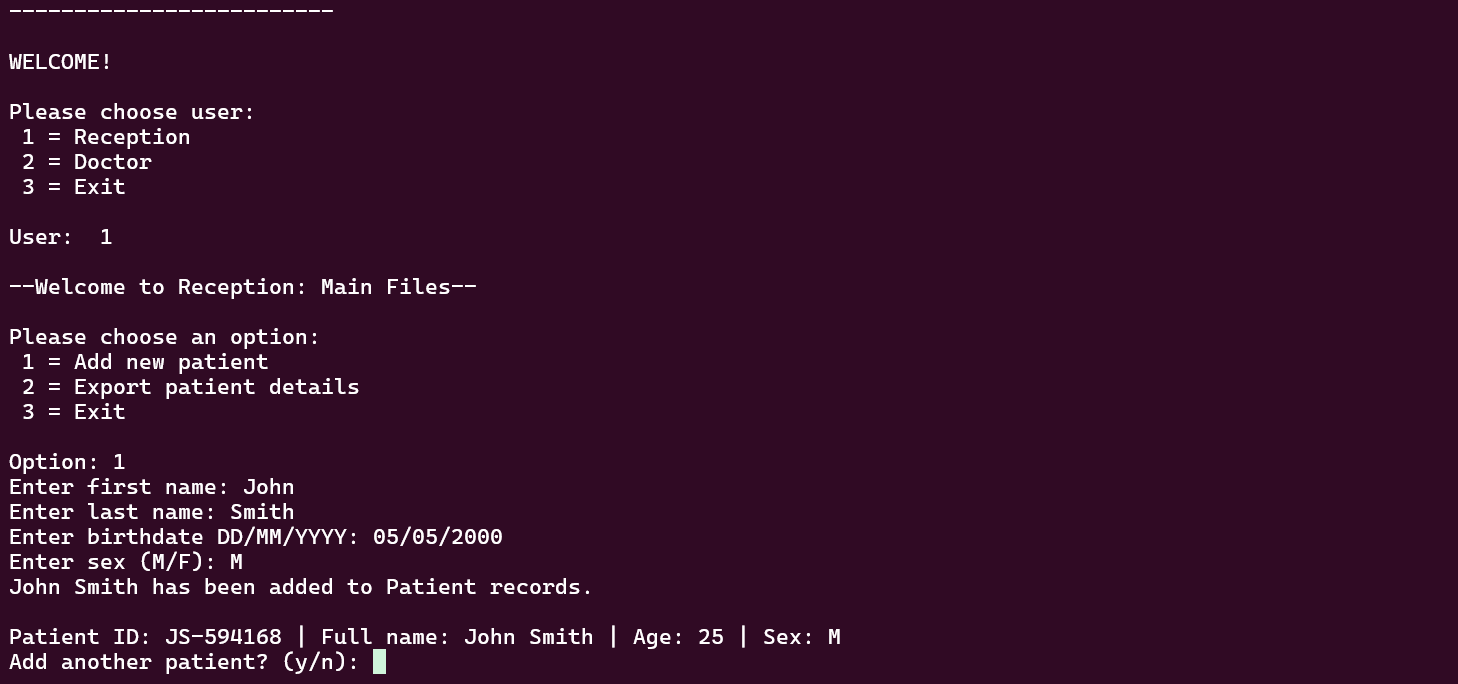 -------------------------
WELCOME!
Please choose user:
 1 = Reception
 2 = Doctor
 3 = Exit
User:  1
--Welcome to Reception: Main Files--
Please choose an option:
 1 = Add new patient
 2 = Export patient details
 3 = Exit
Option: 1
Enter first name: John
Enter last name: Smith
Enter birthdate DD/MM/YYYY: 05/05/2000
Enter sex (M/F): M
John Smith has been added to Patient records.
Patient ID: JS-594168 | Full name: John Smith | Age: 25 | Sex: M
Add another patient? (y/n):